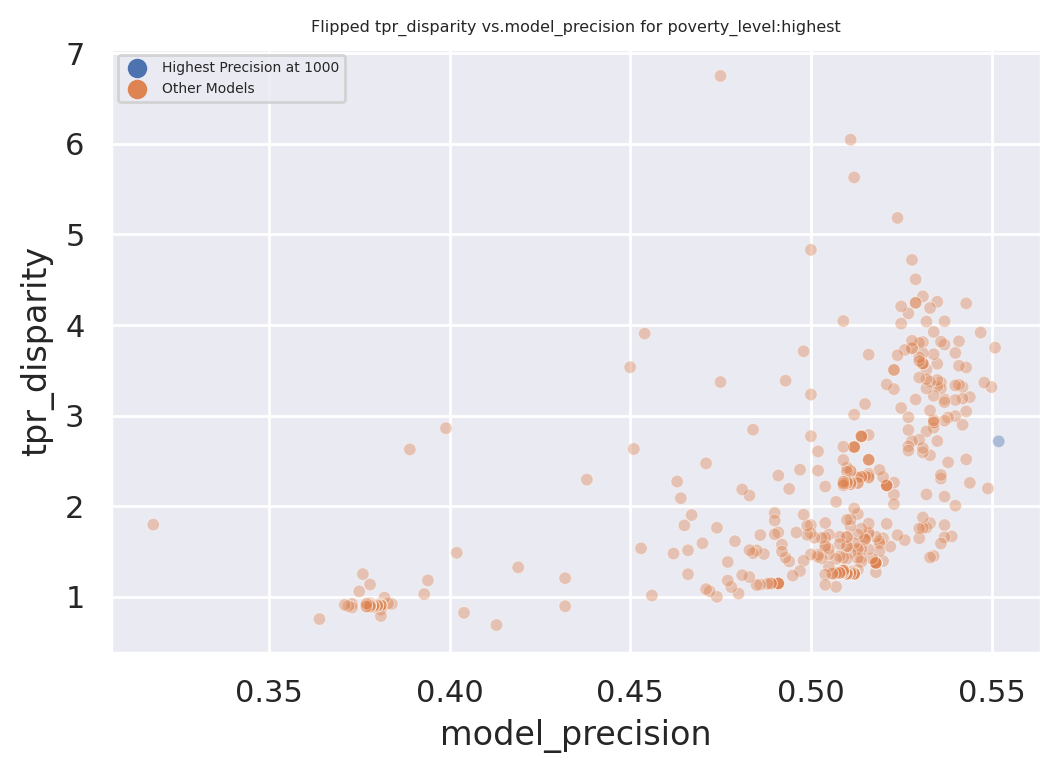 Flipped tpr_disparity vs.model_precision for poverty_level:highest
Highest Precision at 1000
Other Models
7
6
5
4
3
2
1
tpr_disparity
0.35 0.40 0.45 0.50 0.55
model_precision